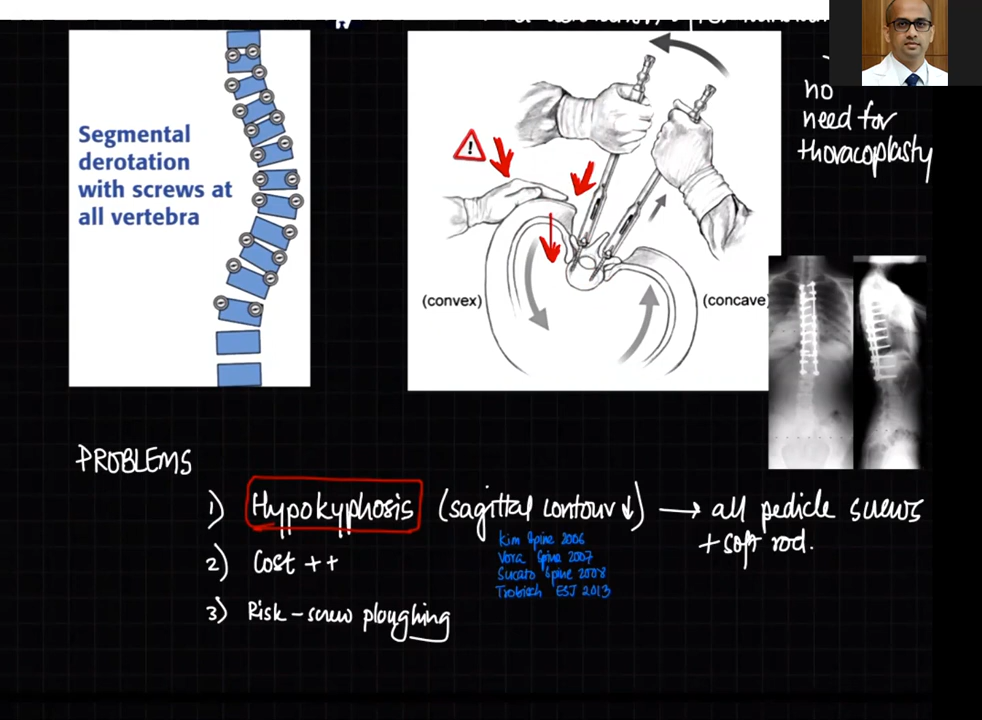 no
need for
thoracoplasty
Segmental
derotation
with screws at
all vertebra
!
(convex)
(concave)
PROBLEMS
1) Hypokyphosis (sagittal contour ↓) → all pedicle screws
+ soft rod.
Kim Spine 2006
Vora Spine 2007
Sucato Spine 2008
Trobisch ESJ 2013
2) Cost ++
3) Risk - screw ploughing